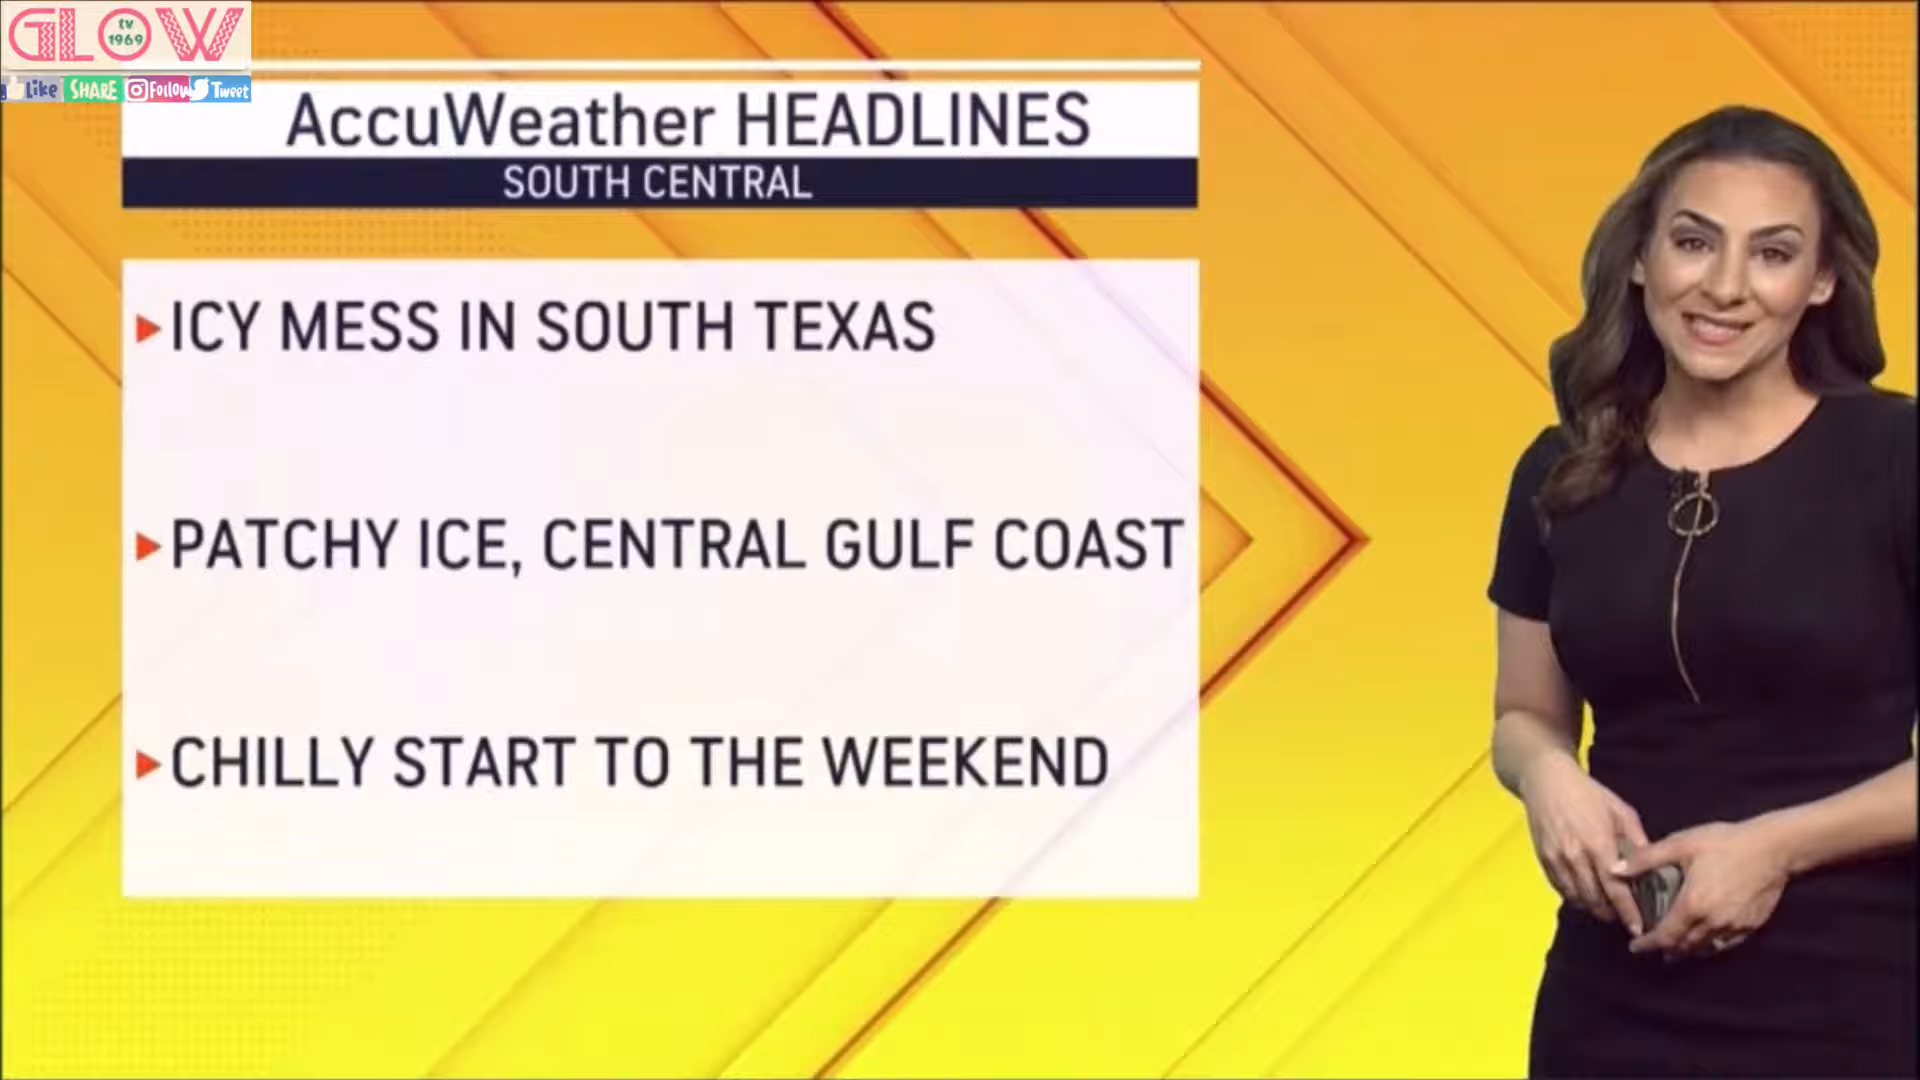 GLOW
tv
1969
Like SHARE Follow Tweet
AccuWeather HEADLINES
SOUTH CENTRAL
ICY MESS IN SOUTH TEXAS
PATCHY ICE, CENTRAL GULF COAST
CHILLY START TO THE WEEKEND